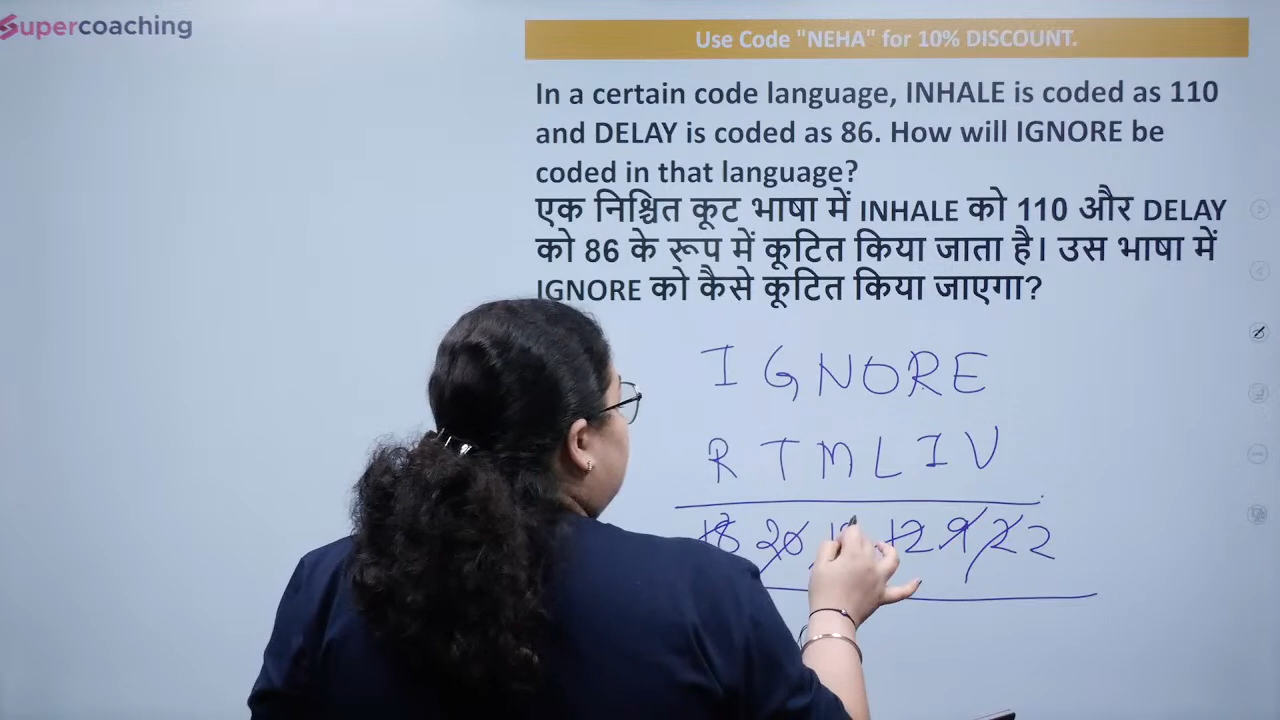 Supercoaching
Use Code "NEHA" for 10% DISCOUNT.
In a certain code language, INHALE is coded as 110
and DELAY is coded as 86. How will IGNORE be
coded in that language?
एक निश्चित कूट भाषा में INHALE को 110 और DELAY
को 86 के रूप में कूटित किया जाता है। उस भाषा में
IGNORE को कैसे कूटित किया जाएगा?
I G N O R E
R T M L I V
18 20 12 9 22